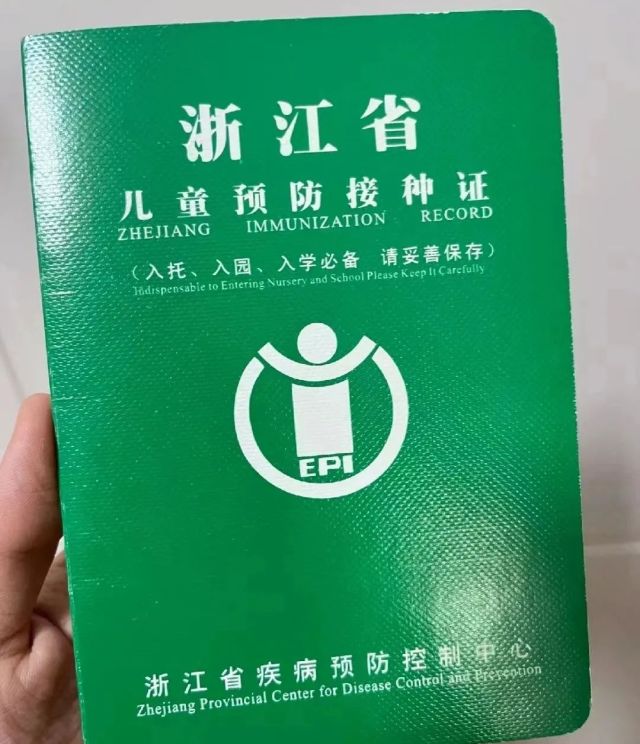 浙江省
儿童预防接种证
ZHEJIANG IMMUNIZATION RECORD
（入托、入园、入学必备 请妥善保存）
Indispensable to Entering Nursery and School Please Keep It Carefully
EPI
浙江省疾病预防控制中心
Zhejiang Provincial Center for Disease Control and Prevention